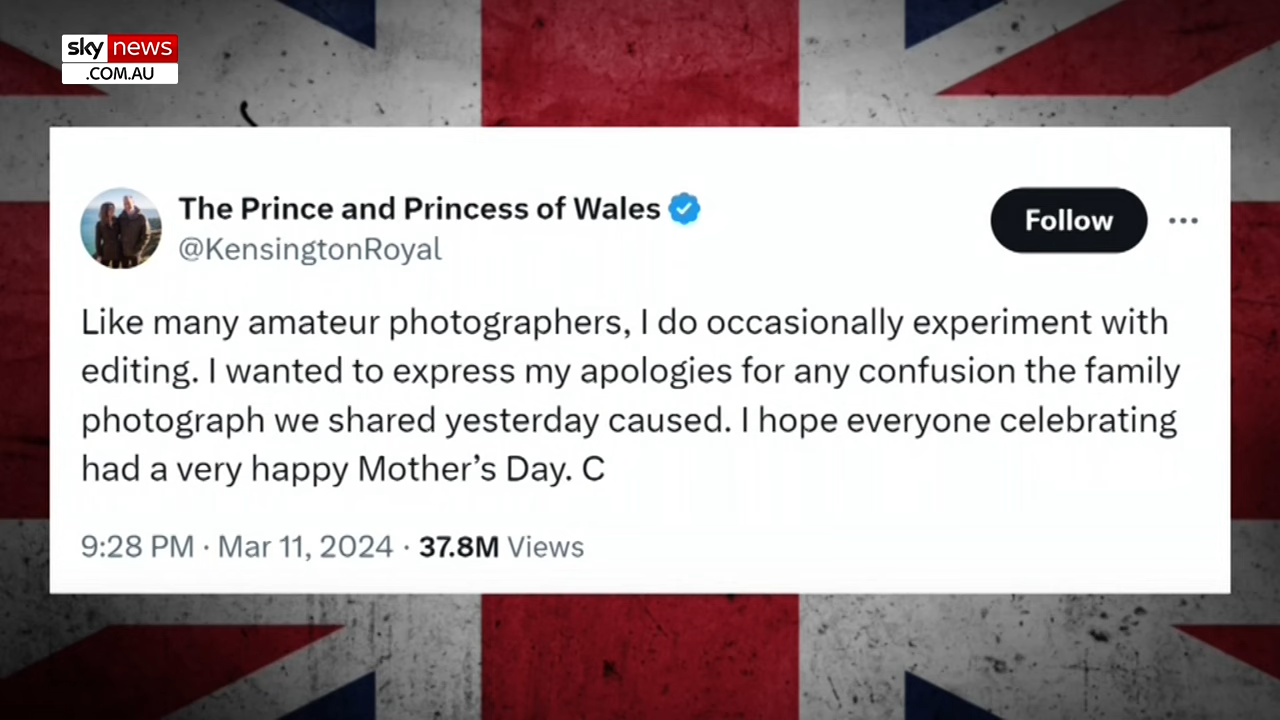 sky news
.COM.AU
The Prince and Princess of Wales
@KensingtonRoyal
Follow
Like many amateur photographers, I do occasionally experiment with
editing. I wanted to express my apologies for any confusion the family
photograph we shared yesterday caused. I hope everyone celebrating
had a very happy Mother’s Day. C
9:28 PM · Mar 11, 2024 · 37.8M Views